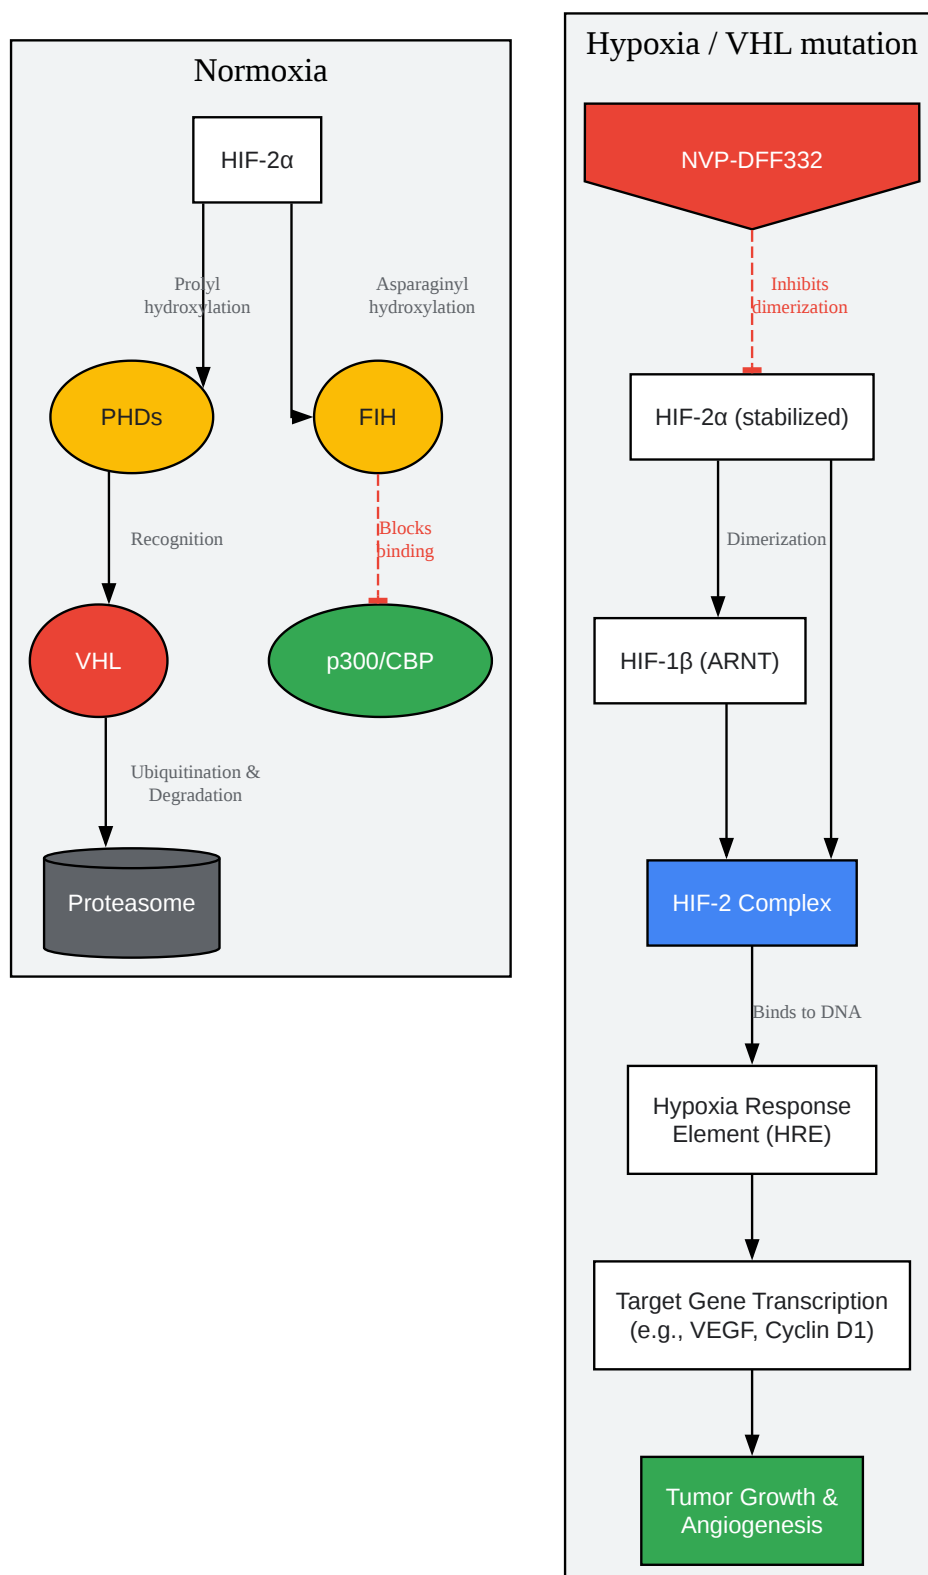 Normoxia
HIF-2α
Prolyl
hydroxylation
Asparaginyl
hydroxylation
PHDs
FIH
Recognition
Blocks
binding
VHL
p300/CBP
Ubiquitination &
Degradation
Proteasome
Hypoxia / VHL mutation
NVP-DFF332
Inhibits
dimerization
HIF-2α (stabilized)
Dimerization
HIF-1β (ARNT)
HIF-2 Complex
Binds to DNA
Hypoxia Response
Element (HRE)
Target Gene Transcription
(e.g., VEGF, Cyclin D1)
Tumor Growth &
Angiogenesis